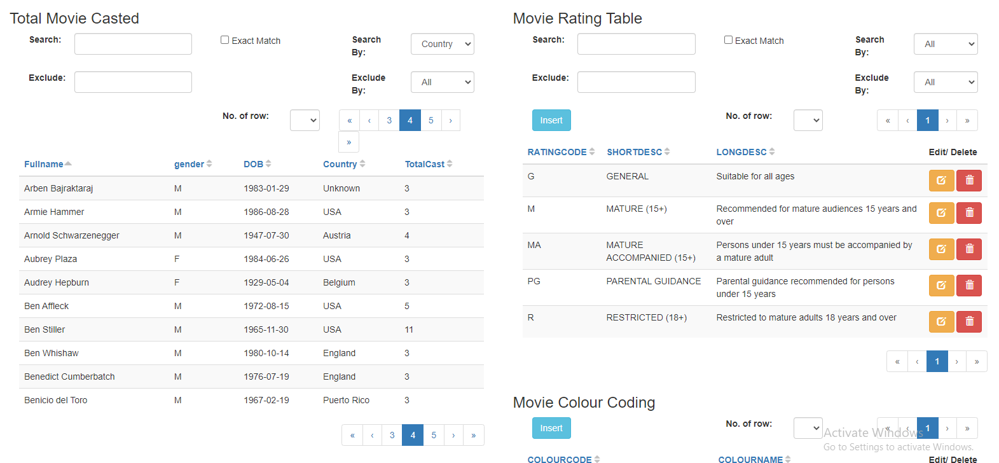 Total Movie Casted
Search:
Exact Match
Search By:
Country
Exclude:
Exclude By:
All
No. of row:
« ‹ 3 4 5 ›
»
Fullname gender DOB Country TotalCast
Arben Bajraktaraj M 1983-01-29 Unknown 3
Armie Hammer M 1986-08-28 USA 3
Arnold Schwarzenegger M 1947-07-30 Austria 4
Aubrey Plaza F 1984-06-26 USA 3
Audrey Hepburn F 1929-05-04 Belgium 3
Ben Affleck M 1972-08-15 USA 5
Ben Stiller M 1965-11-30 USA 11
Ben Whishaw M 1980-10-14 England 3
Benedict Cumberbatch M 1976-07-19 England 3
Benicio del Toro M 1967-02-19 Puerto Rico 3
« ‹ 3 4 5 › »
Movie Rating Table
Search:
Exact Match
Search By:
All
Exclude:
Exclude By:
All
Insert
No. of row:
« ‹ 1 › »
RATINGCODE SHORTDESC LONGDESC Edit/ Delete
G GENERAL Suitable for all ages
M MATURE (15+) Recommended for mature audiences 15 years and over
MA MATURE ACCOMPANIED (15+) Persons under 15 years must be accompanied by a mature adult
PG PARENTAL GUIDANCE Parental guidance recommended for persons under 15 years
R RESTRICTED (18+) Restricted to mature adults 18 years and over
« ‹ 1 › »
Movie Colour Coding
Insert
No. of row:
« ‹ 1 › »
Activate Windows
Go to Settings to activate Windows.
COLOURCODE COLOURNAME Edit/ Delete